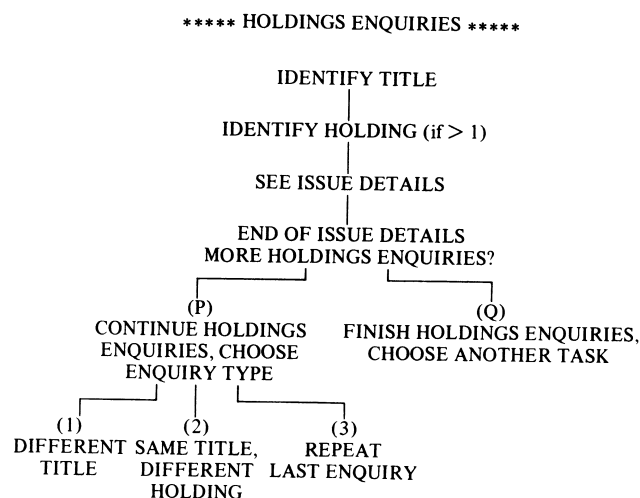 ***** HOLDINGS ENQUIRIES *****
IDENTIFY TITLE
IDENTIFY HOLDING (if > 1)
SEE ISSUE DETAILS
END OF ISSUE DETAILS
MORE HOLDINGS ENQUIRIES?
(P)
CONTINUE HOLDINGS
ENQUIRIES, CHOOSE
ENQUIRY TYPE
(Q)
FINISH HOLDINGS ENQUIRIES,
CHOOSE ANOTHER TASK
(1)
DIFFERENT
TITLE
(2)
SAME TITLE,
DIFFERENT
HOLDING
(3)
REPEAT
LAST ENQUIRY